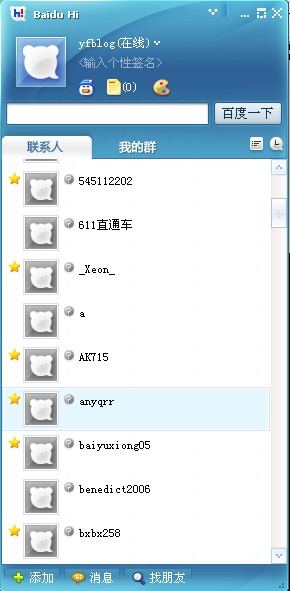 Baidu Hi
yfblog(在线)
<输入个性签名>
(0)
百度一下
联系人
我的群
545112202
611直通车
_Xeon_
a
AK715
anyqrr
baiyuxiong05
benedict2006
bxbx258
添加 消息 找朋友